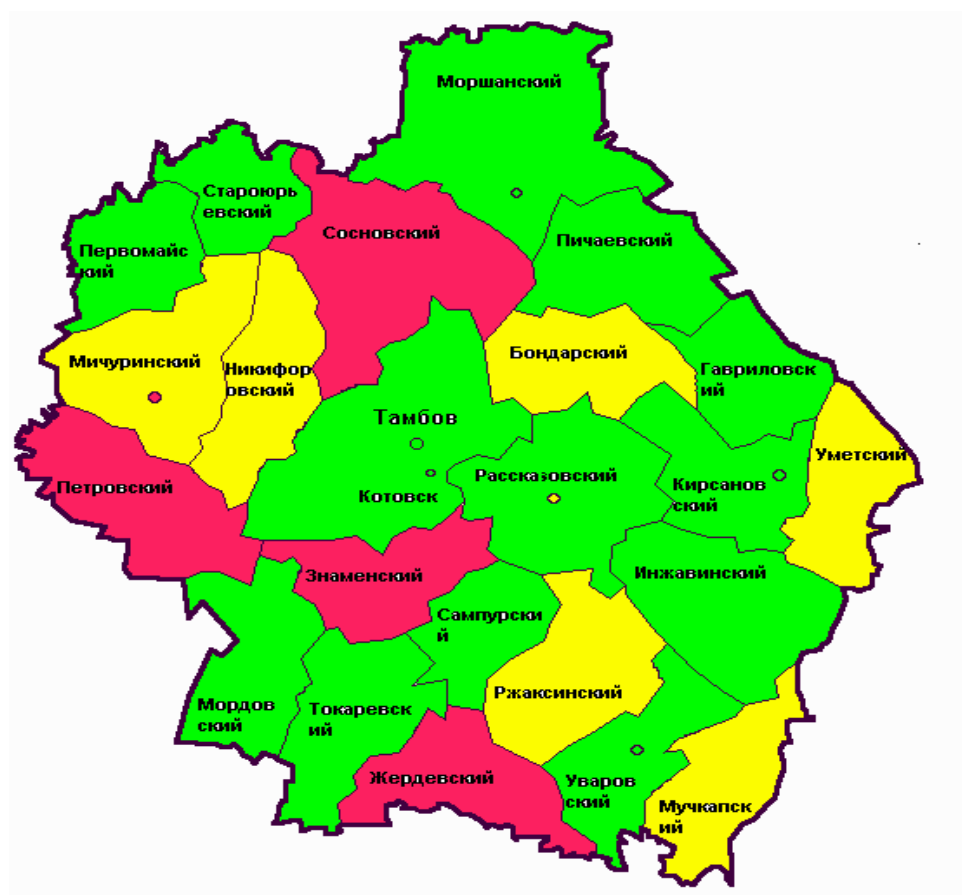 Моршанский
Староюрь
евский
Сосновский
Пичаевский
Первомайс
кий
Бондарский
Мичуринский
Никифор
овский
Гавриловск
ий
Тамбов
Уметский
Рассказовский
Петровский
Кирсанов
ский
Котовск
Знаменский
Инжавинский
Сампурски
й
Ржаксинский
Мордов
ский
Токаревск
ий
Жердевский
Уваров
ский
Мучкапск
ий